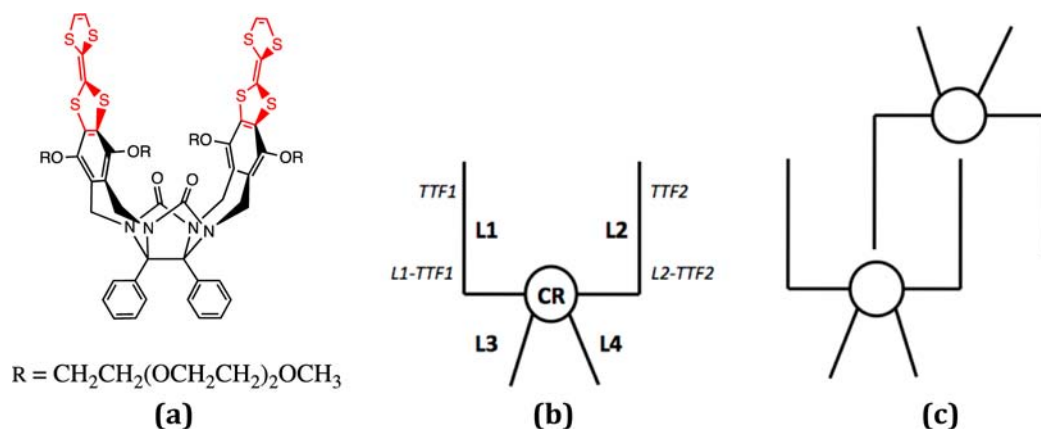 S S S S
S S S S
RO OR RO OR
O O
N N N N
R = CH₂CH₂(OCH₂CH₂)₂OCH₃
(a)
TTF1 TTF2
L1 L2
L1-TTF1 L2-TTF2
CR
L3 L4
(b)
(c)